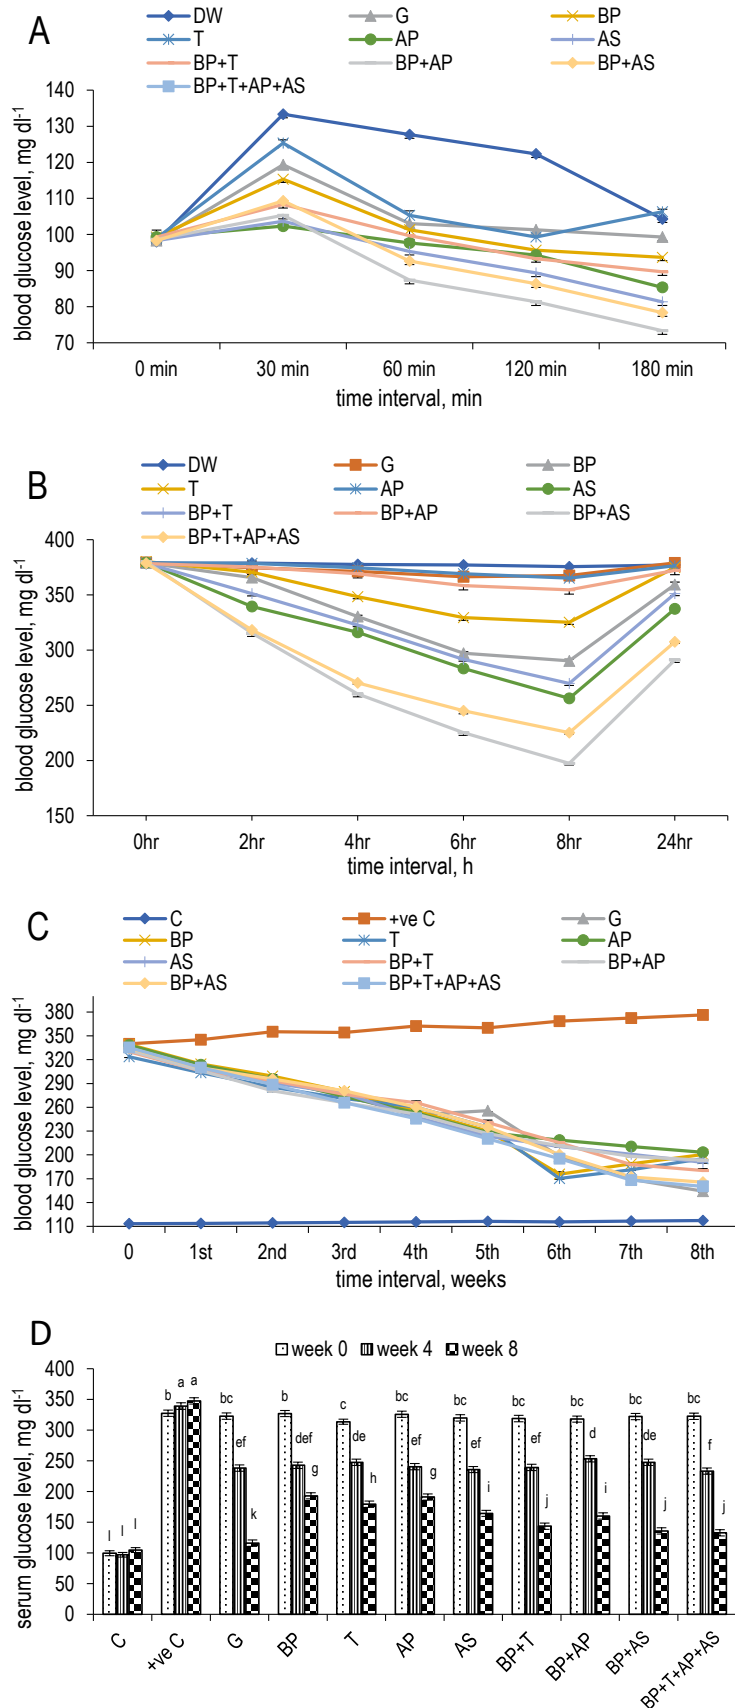 A
DW G BP
T AP AS
BP+T BP+AP BP+AS
BP+T+AP+AS
blood glucose level, mg dl-1
140
130
120
110
100
90
80
70
0 min 30 min 60 min 120 min 180 min
time interval, min
B
DW G BP
T AP AS
BP+T BP+AP BP+AS
BP+T+AP+AS
blood glucose level, mg dl-1
400
350
300
250
200
150
0hr 2hr 4hr 6hr 8hr 24hr
time interval, h
C
C +ve C G
BP T AP
AS BP+T BP+AP
BP+AS BP+T+AP+AS
blood glucose level, mg dl-1
380
350
320
290
260
230
200
170
140
110
0 1st 2nd 3rd 4th 5th 6th 7th 8th
time interval, weeks
D
week 0 week 4 week 8
serum glucose level, mg dl-1
400
350
300
250
200
150
100
50
0
l l l
b a a
bc ef k
b def g
c de h
bc ef g
bc ef i
bc ef j
bc d i
bc de j
bc f j
C +ve C G BP T AP AS BP+T BP+AP BP+AS BP+T+AP+AS